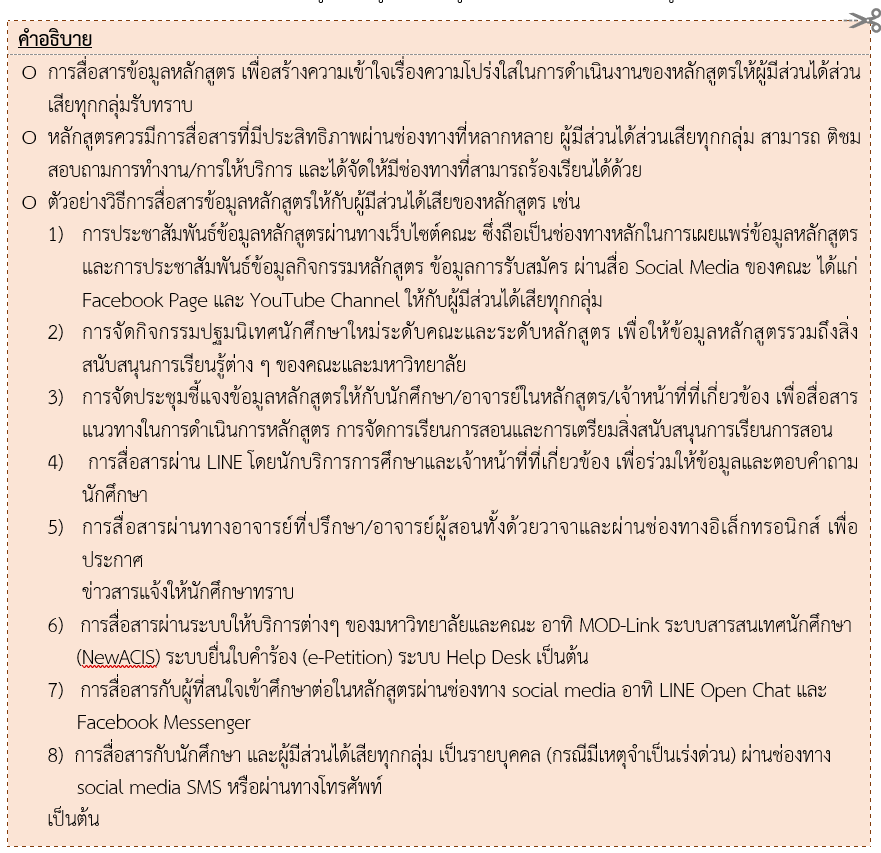 คำอธิบาย
O การสื่อสารข้อมูลหลักสูตร เพื่อสร้างความเข้าใจเรื่องความโปร่งใสในการดำเนินงานของหลักสูตรให้ผู้มีส่วนได้ส่วน
เสียทุกกลุ่มรับทราบ
O หลักสูตรควรมีการสื่อสารที่มีประสิทธิภาพผ่านช่องทางที่หลากหลาย ผู้มีส่วนได้ส่วนเสียทุกกลุ่ม สามารถ ติชม
สอบถามการทำงาน/การให้บริการ และได้จัดให้มีช่องทางที่สามารถร้องเรียนได้ด้วย
O ตัวอย่างวิธีการสื่อสารข้อมูลหลักสูตรให้กับผู้มีส่วนได้เสียของหลักสูตร เช่น
1) การประชาสัมพันธ์ข้อมูลหลักสูตรผ่านทางเว็บไซต์คณะ ซึ่งถือเป็นช่องทางหลักในการเผยแพร่ข้อมูลหลักสูตร
และการประชาสัมพันธ์ข้อมูลกิจกรรมหลักสูตร ข้อมูลการรับสมัคร ผ่านสื่อ Social Media ของคณะ ได้แก่
Facebook Page และ YouTube Channel ให้กับผู้มีส่วนได้เสียทุกกลุ่ม
2) การจัดกิจกรรมปฐมนิเทศนักศึกษาใหม่ระดับคณะและระดับหลักสูตร เพื่อให้ข้อมูลหลักสูตรรวมถึงสิ่ง
สนับสนุนการเรียนรู้ต่าง ๆ ของคณะและมหาวิทยาลัย
3) การจัดประชุมชี้แจงข้อมูลหลักสูตรให้กับนักศึกษา/อาจารย์ในหลักสูตร/เจ้าหน้าที่ที่เกี่ยวข้อง เพื่อสื่อสาร
แนวทางในการดำเนินการหลักสูตร การจัดการเรียนการสอนและการเตรียมสิ่งสนับสนุนการเรียนการสอน
4) การสื่อสารผ่าน LINE โดยนักบริการการศึกษาและเจ้าหน้าที่ที่เกี่ยวข้อง เพื่อร่วมให้ข้อมูลและตอบคำถาม
นักศึกษา
5) การสื่อสารผ่านทางอาจารย์ที่ปรึกษา/อาจารย์ผู้สอนทั้งด้วยวาจาและผ่านช่องทางอิเล็กทรอนิกส์ เพื่อ
ประกาศ
ข่าวสารแจ้งให้นักศึกษาทราบ
6) การสื่อสารผ่านระบบให้บริการต่างๆ ของมหาวิทยาลัยและคณะ อาทิ MOD-Link ระบบสารสนเทศนักศึกษา
(NewACIS) ระบบยื่นใบคำร้อง (e-Petition) ระบบ Help Desk เป็นต้น
7) การสื่อสารกับผู้ที่สนใจเข้าศึกษาต่อในหลักสูตรผ่านช่องทาง social media อาทิ LINE Open Chat และ
Facebook Messenger
8) การสื่อสารกับนักศึกษา และผู้มีส่วนได้เสียทุกกลุ่ม เป็นรายบุคคล (กรณีมีเหตุจำเป็นเร่งด่วน) ผ่านช่องทาง
social media SMS หรือผ่านทางโทรศัพท์
เป็นต้น